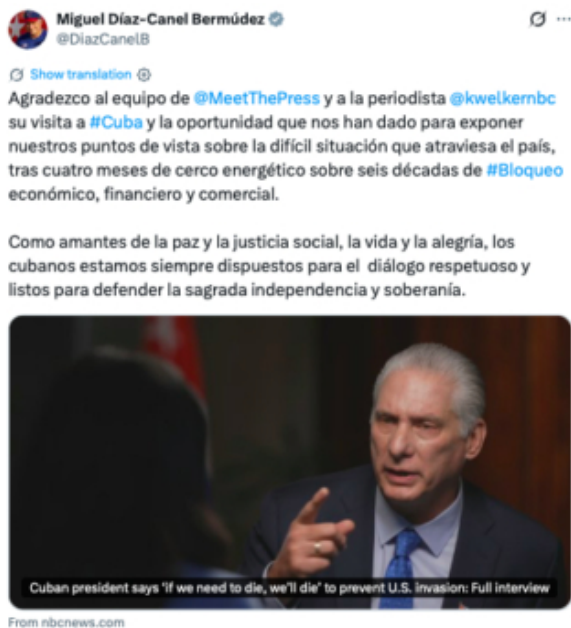 Miguel Díaz-Canel Bermúdez
@DiazCanelB
Show translation
Agradezco al equipo de @MeetThePress y a la periodista @kwelkernbc
su visita a #Cuba y la oportunidad que nos han dado para exponer
nuestros puntos de vista sobre la difícil situación que atraviesa el país,
tras cuatro meses de cerco energético sobre seis décadas de #Bloqueo
económico, financiero y comercial.
Como amantes de la paz y la justicia social, la vida y la alegría, los
cubanos estamos siempre dispuestos para el diálogo respetuoso y
listos para defender la sagrada independencia y soberanía.
Cuban president says 'if we need to die, we'll die' to prevent U.S. invasion: Full interview
From nbcnews.com